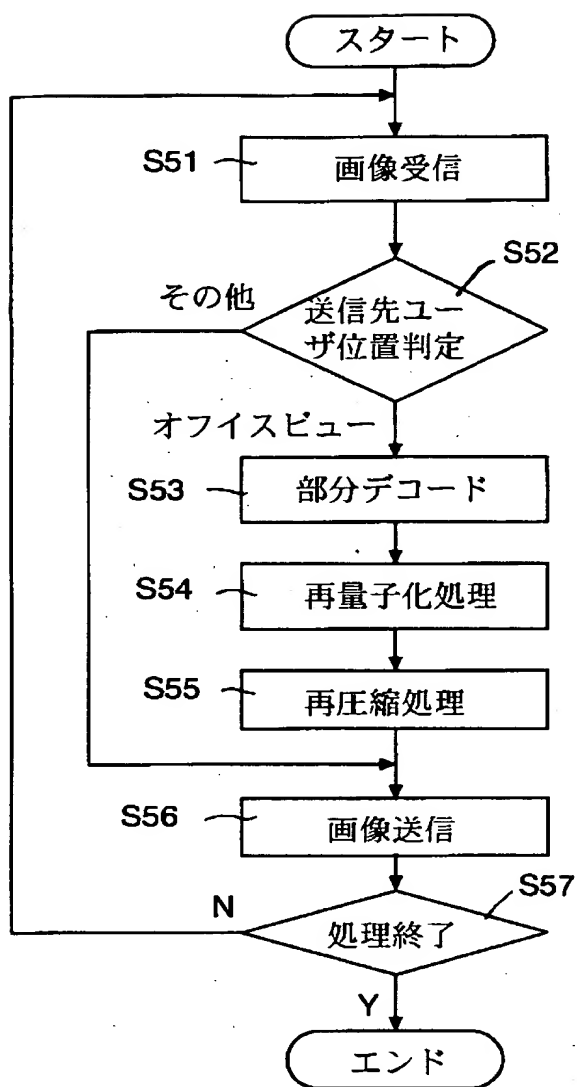 スタート
S51
画像受信
S52
その他
送信先ユー
ザ位置判定
オフイスビュー
S53
部分デコード
S54
再量子化処理
S55
再圧縮処理
S56
画像送信
S57
N
処理終了
Y
エンド